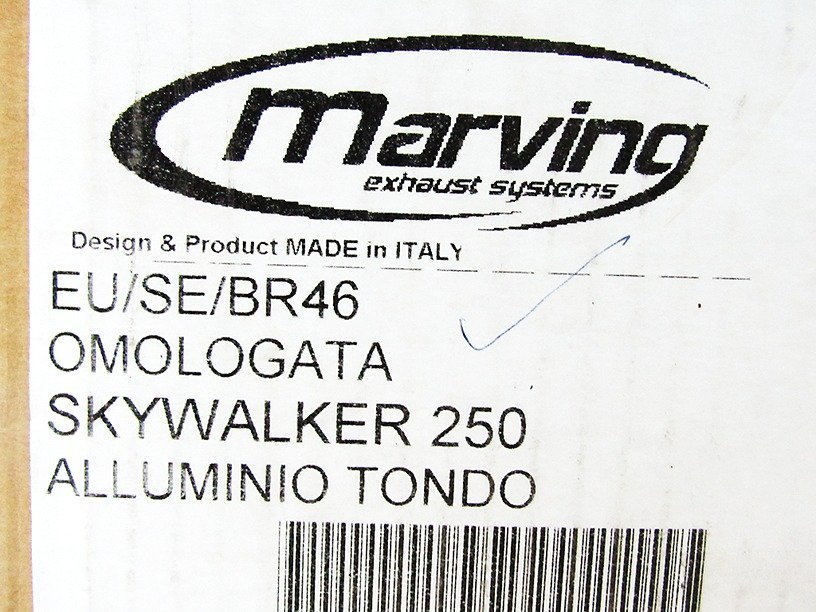 marving
exhaust systems
Design & Product MADE in ITALY
EU/SE/BR46
OMOLOGATA
SKYWALKER 250
ALLUMINIO TONDO